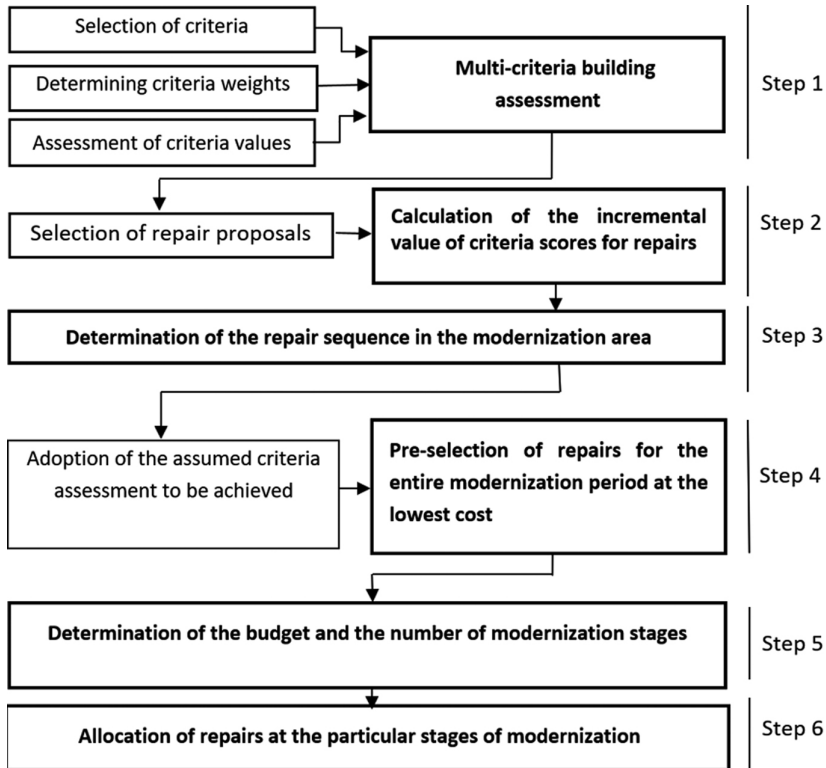 Selection of criteria
Determining criteria weights
Assessment of criteria values
Multi-criteria building
assessment
Step 1
Selection of repair proposals
Calculation of the incremental
value of criteria scores for repairs
Step 2
Determination of the repair sequence in the modernization area
Step 3
Adoption of the assumed criteria
assessment to be achieved
Pre-selection of repairs for the
entire modernization period at the
lowest cost
Step 4
Determination of the budget and the number of modernization stages
Step 5
Allocation of repairs at the particular stages of modernization
Step 6